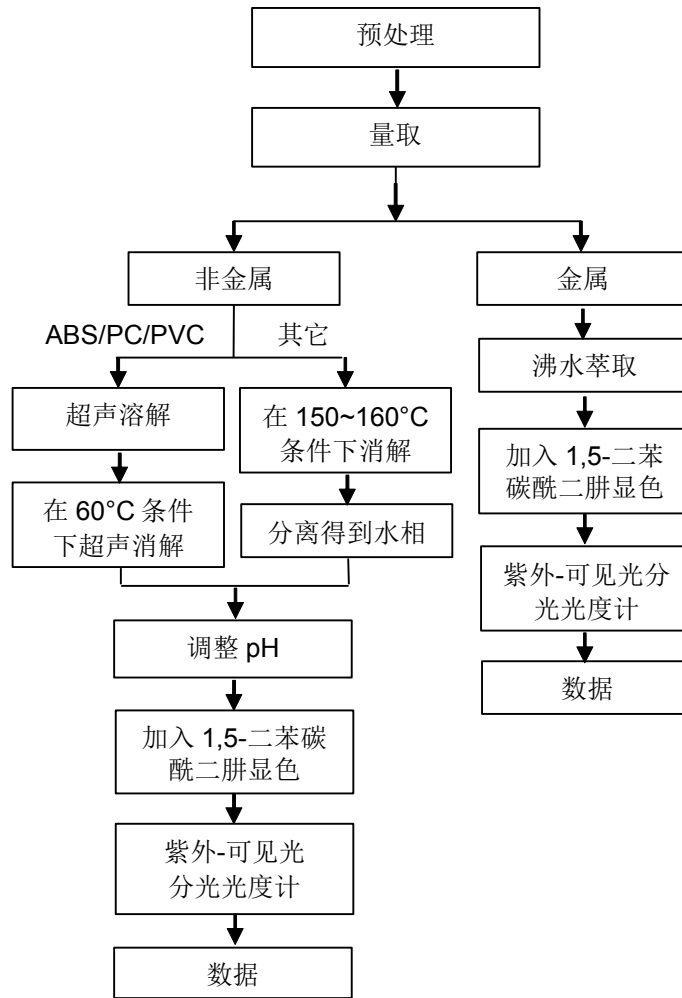 预处理
量取
非金属
金属
ABS/PC/PVC
其它
超声溶解
在 60°C 条件
下超声消解
在 150~160°C
条件下消解
分离得到水相
调整 pH
加入 1,5-二苯碳
酰二肼显色
紫外-可见光
分光光度计
数据
沸水萃取
加入 1,5-二苯
碳酰二肼显色
紫外-可见光分
光光度计
数据